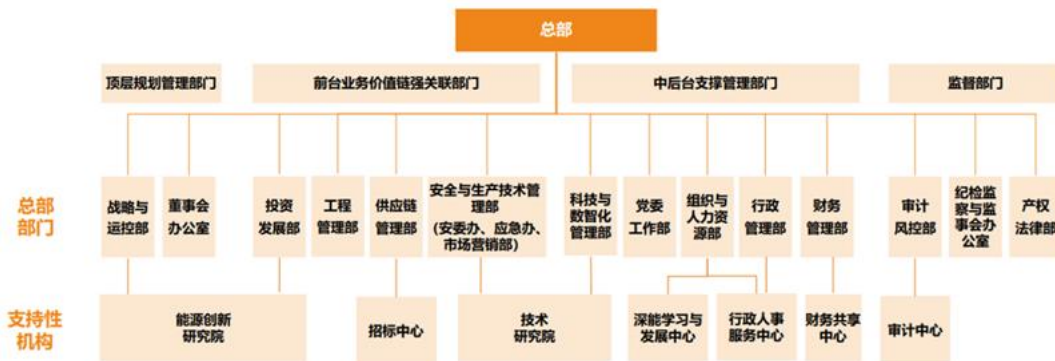 总部
顶层规划管理部门
前台业务价值链强关联部门
中后台支撑管理部门
监督部门
总部
部门
战略与
运控部
董事会
办公室
投资
发展部
工程
管理部
供应链
管理部
安全与生产技术管
理部
（安委办、应急办、
市场营销部）
科技与
数智化
管理部
党委
工作部
组织与
人力资
源部
行政
管理部
财务
管理部
审计
风控部
纪检监
察与监
事会办
公室
产权
法律部
支持性
机构
能源创新
研究院
招标中心
技术
研究院
深能学习与
发展中心
行政人事
服务中心
财务共享
中心
审计中心